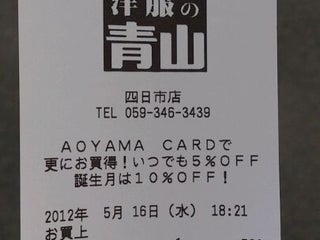 洋服の
青山
四日市店
TEL 059-346-3439
AOYAMA CARDで
更にお買得!いつでも5%OFF
誕生月は10%OFF!
2012年 5月16日(水) 18:21
お買上